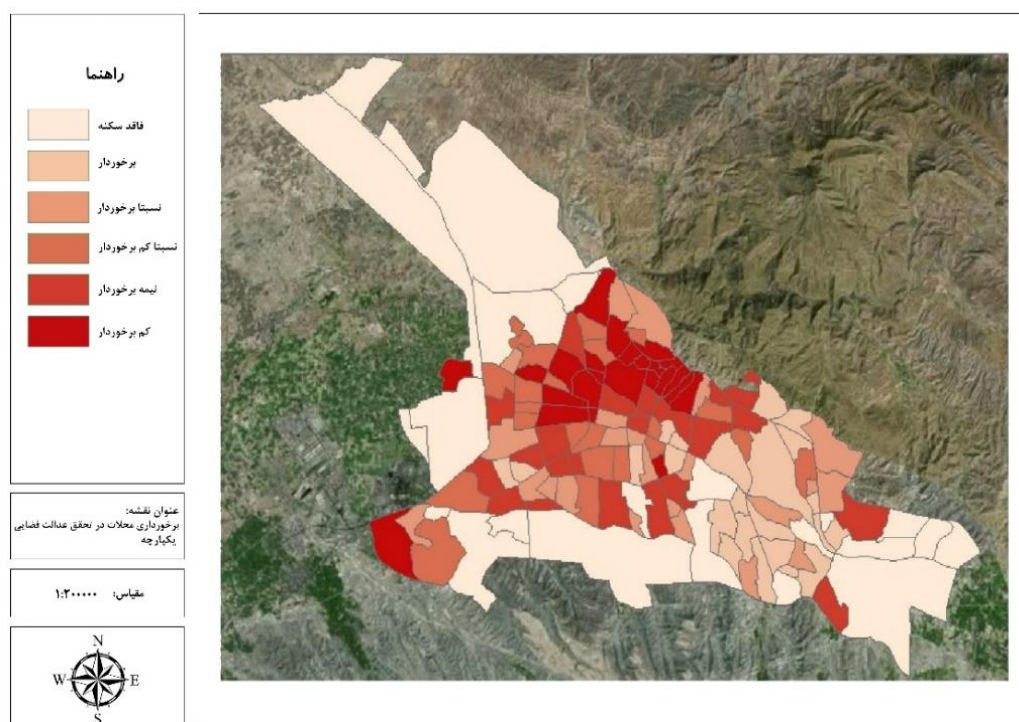 راهنما
فاقد سکنه
برخوردار
نسبتا برخوردار
نسبتا کم برخوردار
نیمه برخوردار
کم برخوردار
عنوان نقشه:
برخورداری محلات در تحقق عدالت فضایی
یکپارچه
مقیاس: ۱:۲۰۰۰۰۰
N
W E
S